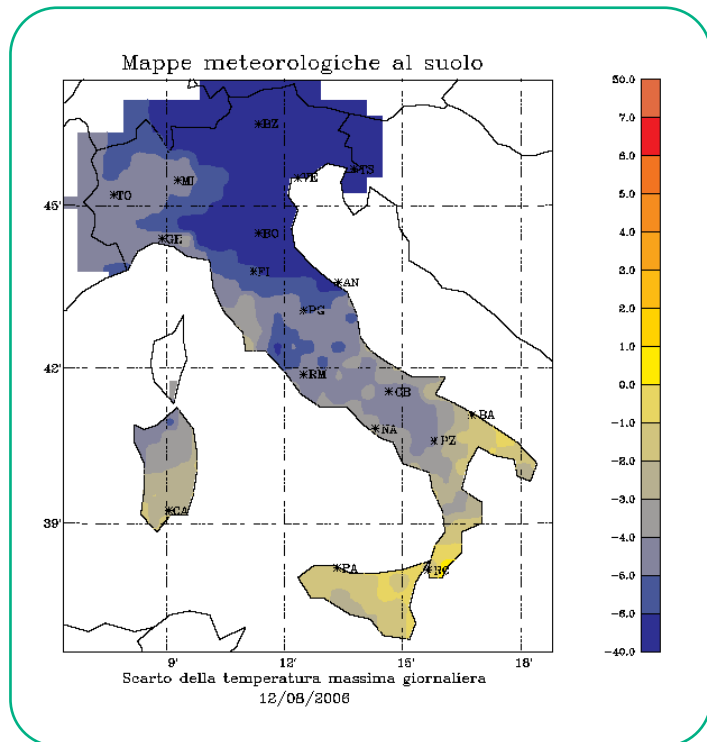 Mappe meteorologiche al suolo
50.0
7.0
6.0
5.0
4.0
3.0
2.0
1.0
0.0
-1.0
-2.0
-3.0
-4.0
-5.0
-6.0
-40.0
*BZ
*TS
*VE
*MI
*TO
45'
*BO
*GE
*FI
*AN
*PG
42'
*RM
*CB
*BA
*NA
*PZ
*CA
39'
*PA
*RC
9'
12'
15'
18'
Scarto della temperatura massima giornaliera
12/08/2006